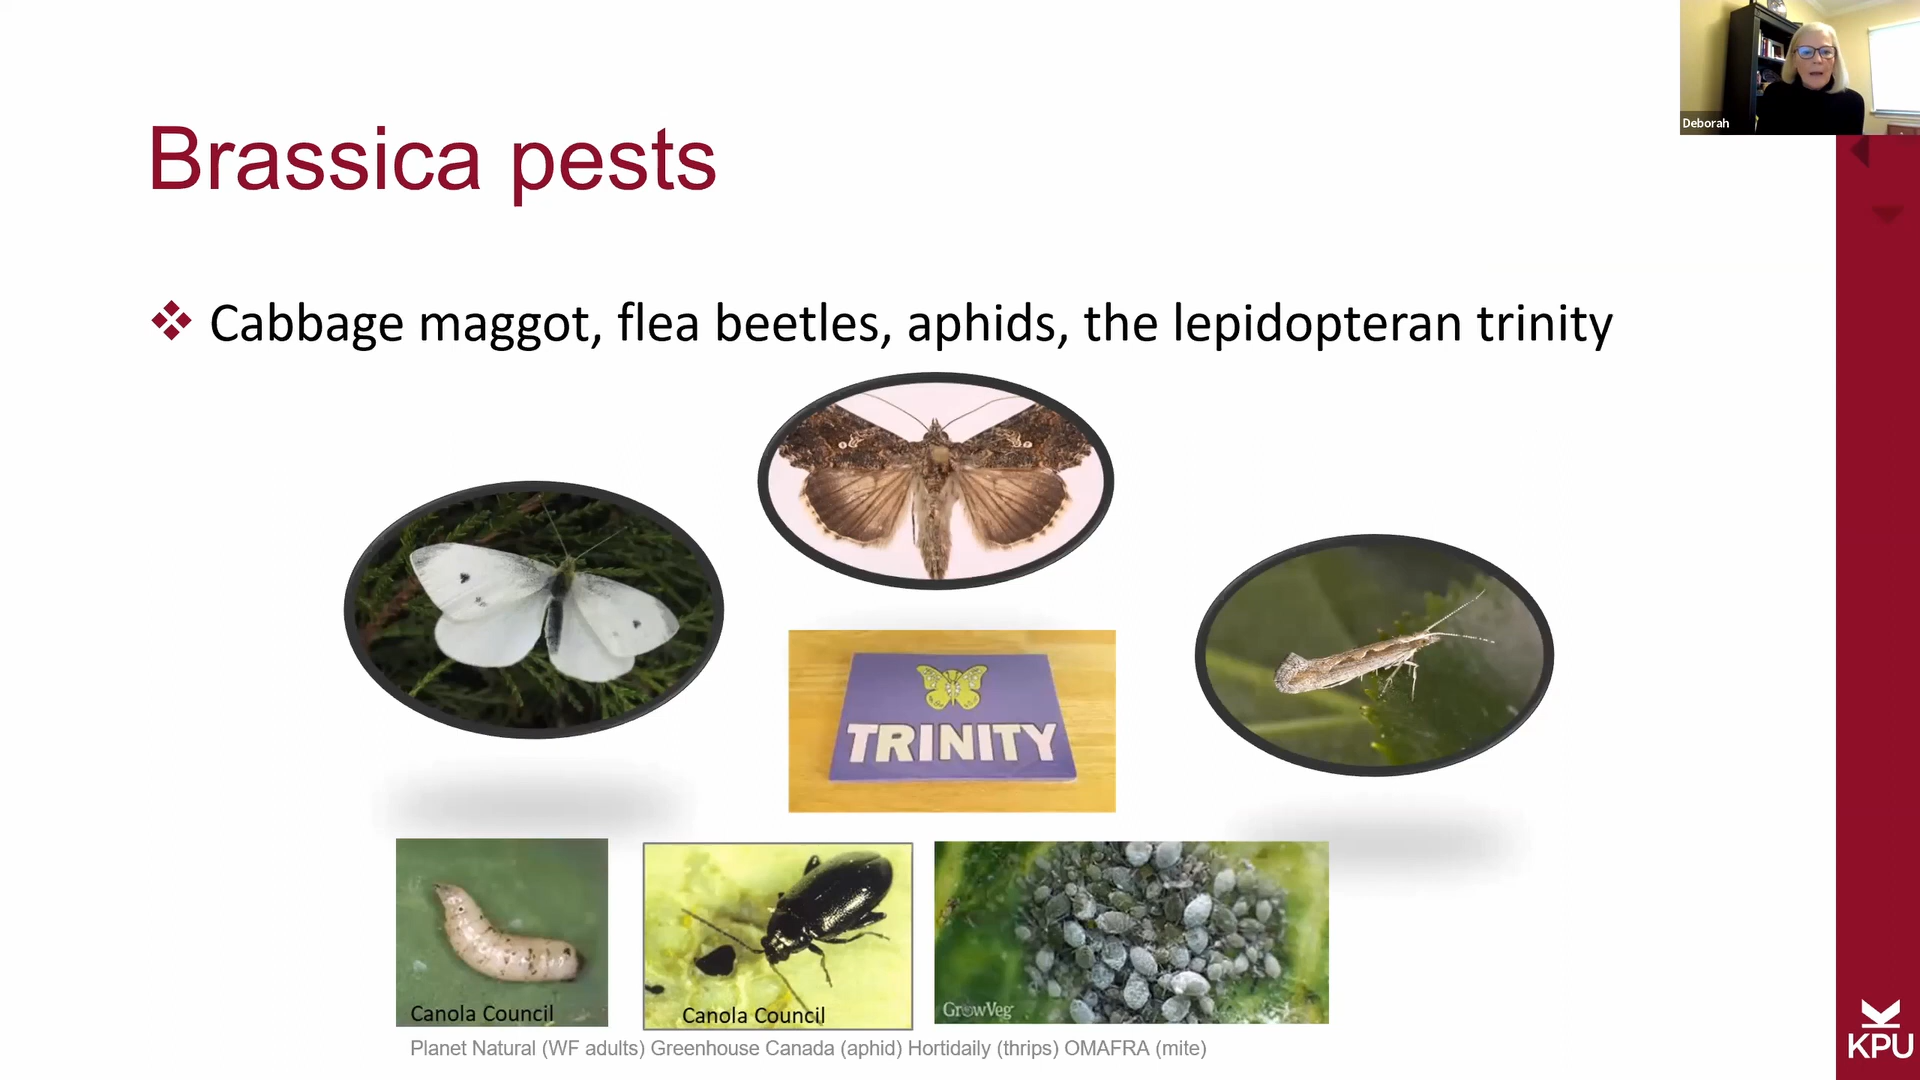 Deborah
Brassica pests
Cabbage maggot, flea beetles, aphids, the lepidopteran trinity
TRINITY
Canola Council
Canola Council
GrowVeg
Planet Natural (WF adults) Greenhouse Canada (aphid) Hortidaily (thrips) OMAFRA (mite)
KPU